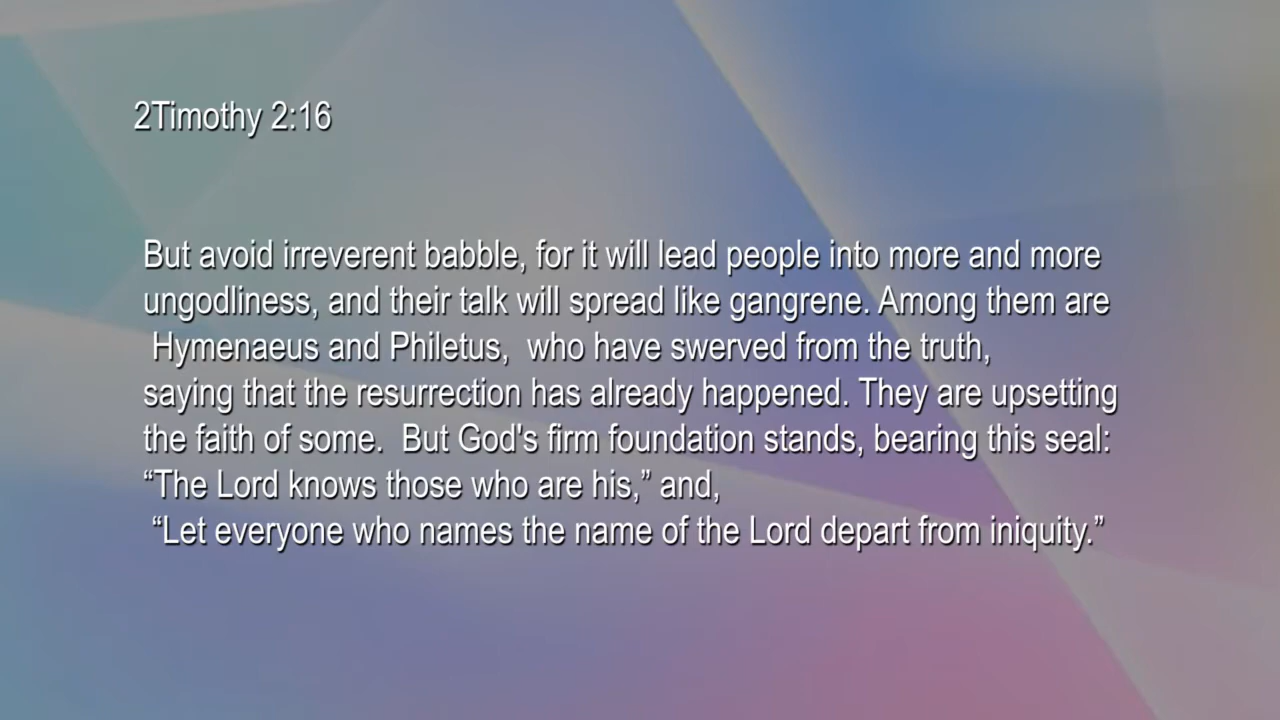 2Timothy 2:16
But avoid irreverent babble, for it will lead people into more and more
ungodliness, and their talk will spread like gangrene. Among them are
Hymenaeus and Philetus,  who have swerved from the truth,
saying that the resurrection has already happened. They are upsetting
the faith of some.  But God's firm foundation stands, bearing this seal:
“The Lord knows those who are his,” and,
“Let everyone who names the name of the Lord depart from iniquity.”